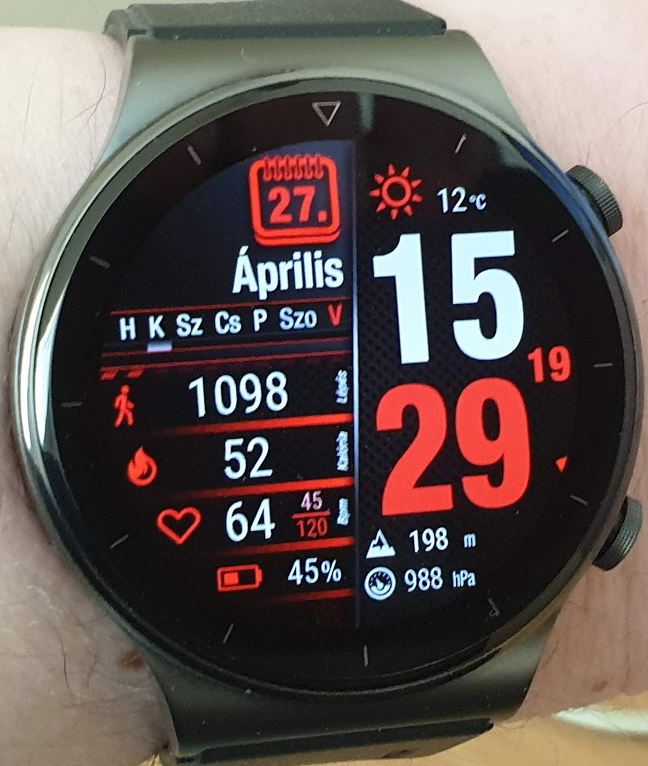 27.
Április
H K Sz Cs P Szo V
1098 Lépés
52 Kalória
64 45 120 Bpm
45%
12°C
15
29 19
198 m
988 hPa